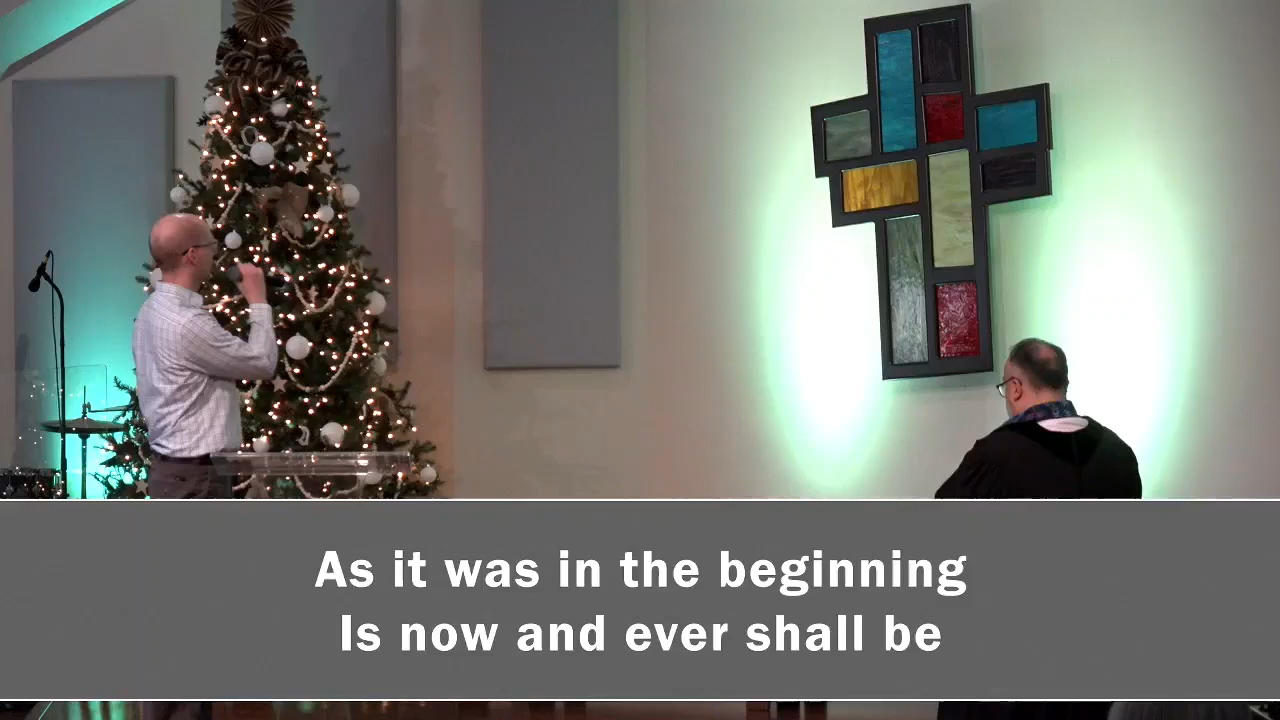 As it was in the beginning
Is now and ever shall be